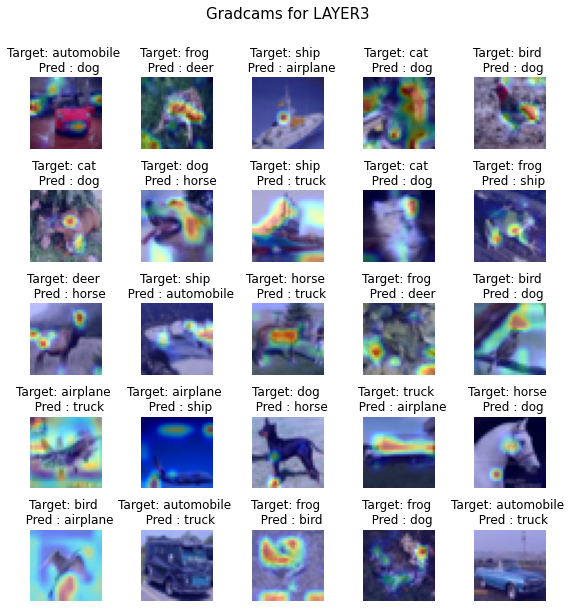 Gradcams for LAYER3
Target: automobile
Pred : dog
Target: frog
Pred : deer
Target: ship
Pred : airplane
Target: cat
Pred : dog
Target: bird
Pred : dog
Target: cat
Pred : dog
Target: dog
Pred : horse
Target: ship
Pred : truck
Target: cat
Pred : dog
Target: frog
Pred : ship
Target: deer
Pred : horse
Target: ship
Pred : automobile
Target: horse
Pred : truck
Target: frog
Pred : deer
Target: bird
Pred : dog
Target: airplane
Pred : truck
Target: airplane
Pred : ship
Target: dog
Pred : horse
Target: truck
Pred : airplane
Target: horse
Pred : dog
Target: bird
Pred : airplane
Target: automobile
Pred : truck
Target: frog
Pred : bird
Target: frog
Pred : dog
Target: automobile
Pred : truck